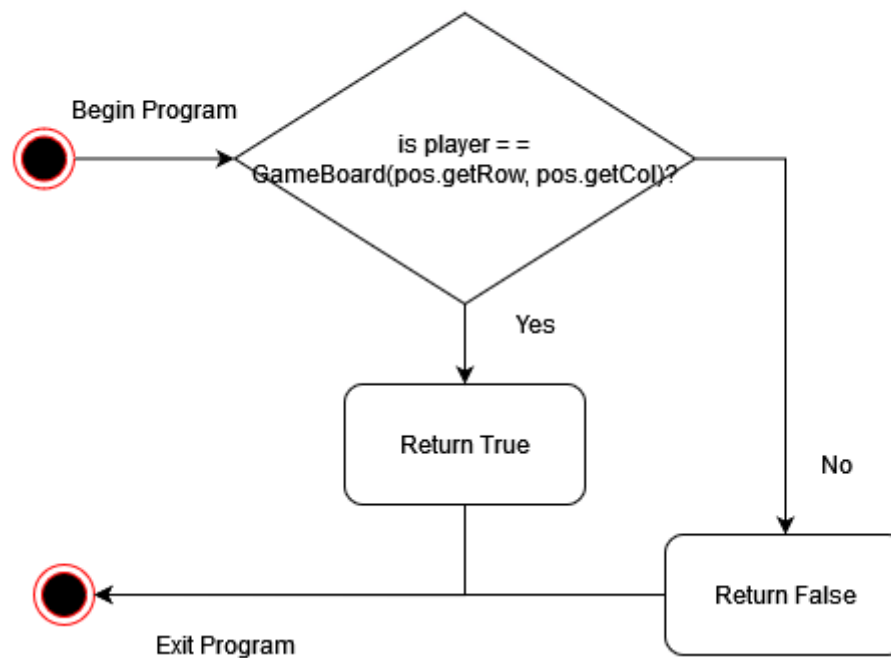 Begin Program
is player = =
GameBoard(pos.getRow, pos.getCol)?
Yes
Return True
No
Return False
Exit Program